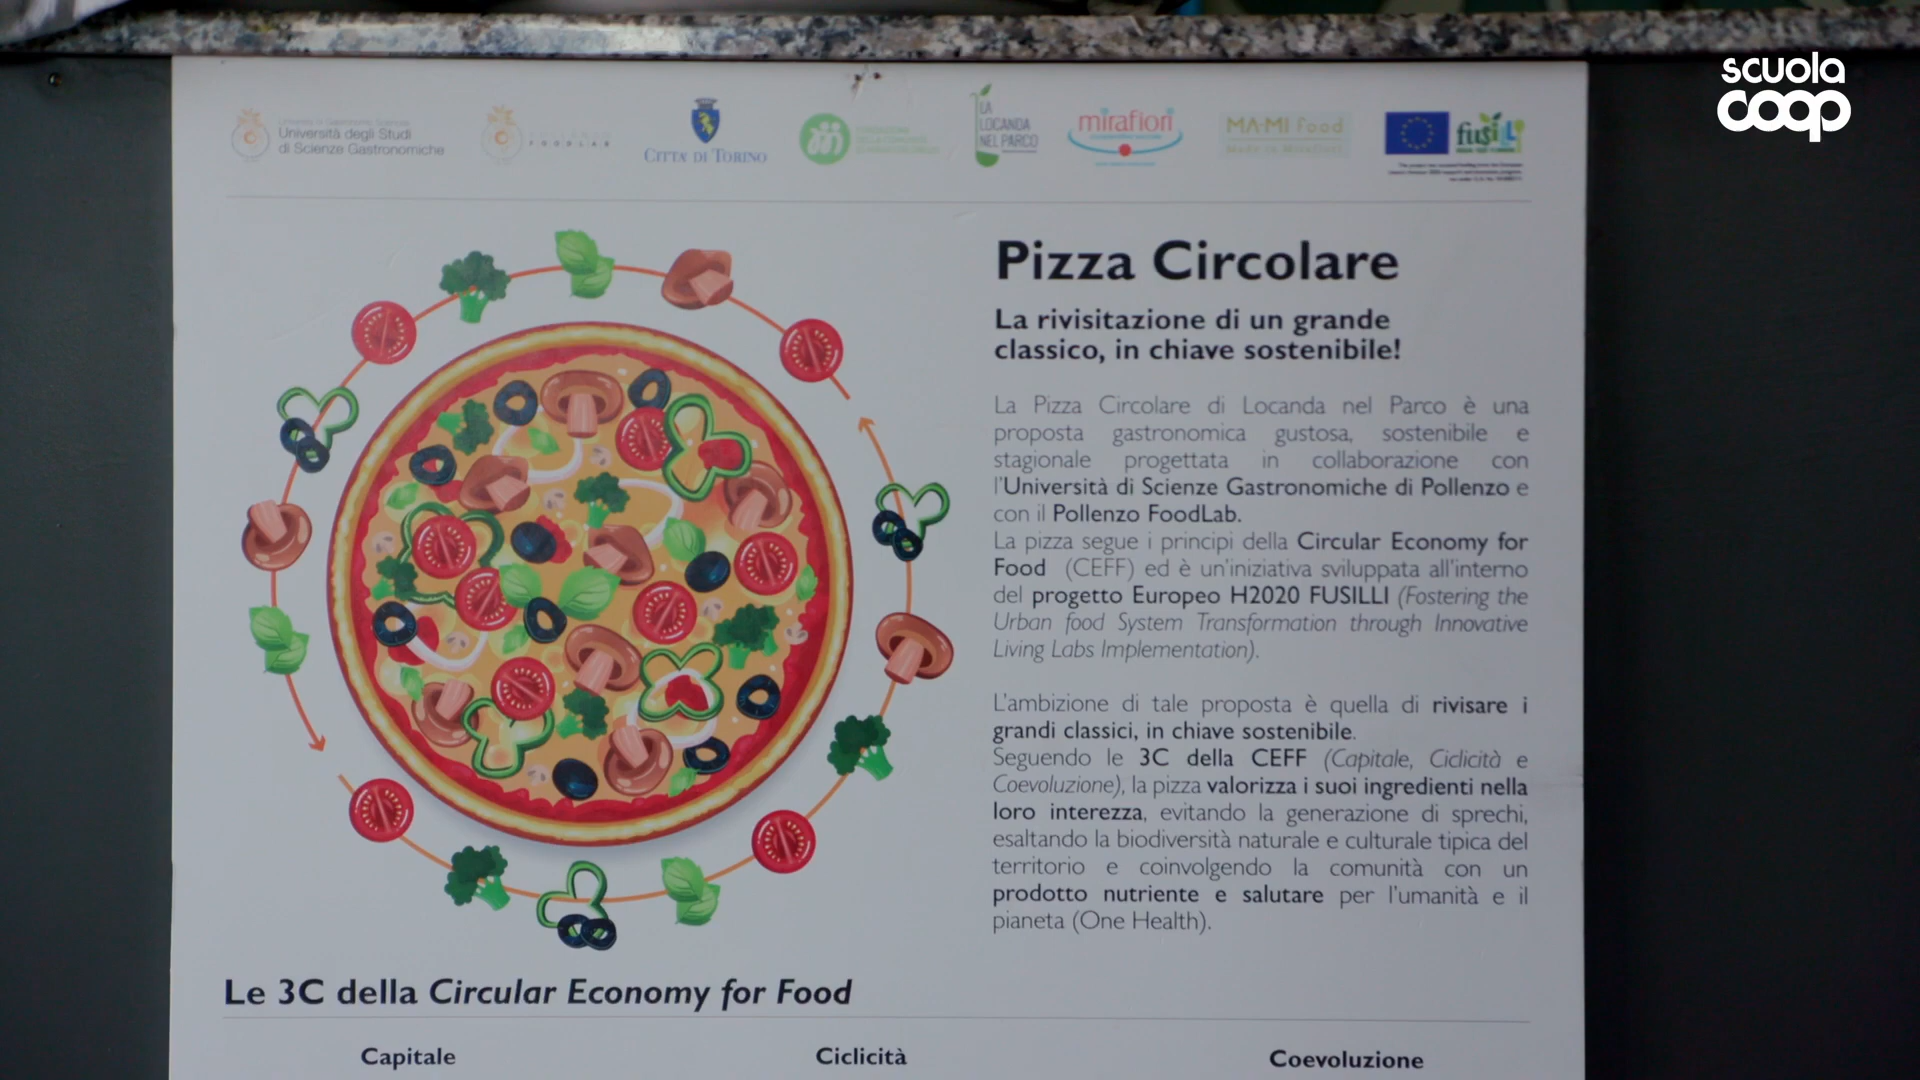 scuola
coop
Università degli Studi
di Scienze Gastronomiche
FOODLAB
CITTÀ DI TORINO
LA
LOCANDA
NEL PARCO
mirafiori
MA·MI Food
fusilli
Pizza Circolare
La rivisitazione di un grande
classico, in chiave sostenibile!
La Pizza Circolare di Locanda nel Parco è una
proposta gastronomica gustosa, sostenibile e
stagionale progettata in collaborazione con
l'Università di Scienze Gastronomiche di Pollenzo e
con il Pollenzo FoodLab.
La pizza segue i principi della Circular Economy for
Food (CEFF) ed è un'iniziativa sviluppata all'interno
del progetto Europeo H2020 FUSILLI (Fostering the
Urban food System Transformation through Innovative
Living Labs Implementation).
L'ambizione di tale proposta è quella di rivisare i
grandi classici, in chiave sostenibile.
Seguendo le 3C della CEFF (Capitale, Ciclicità e
Coevoluzione), la pizza valorizza i suoi ingredienti nella
loro interezza, evitando la generazione di sprechi,
esaltando la biodiversità naturale e culturale tipica del
territorio e coinvolgendo la comunità con un
prodotto nutriente e salutare per l'umanità e il
pianeta (One Health).
Le 3C della Circular Economy for Food
Capitale
Ciclicità
Coevoluzione